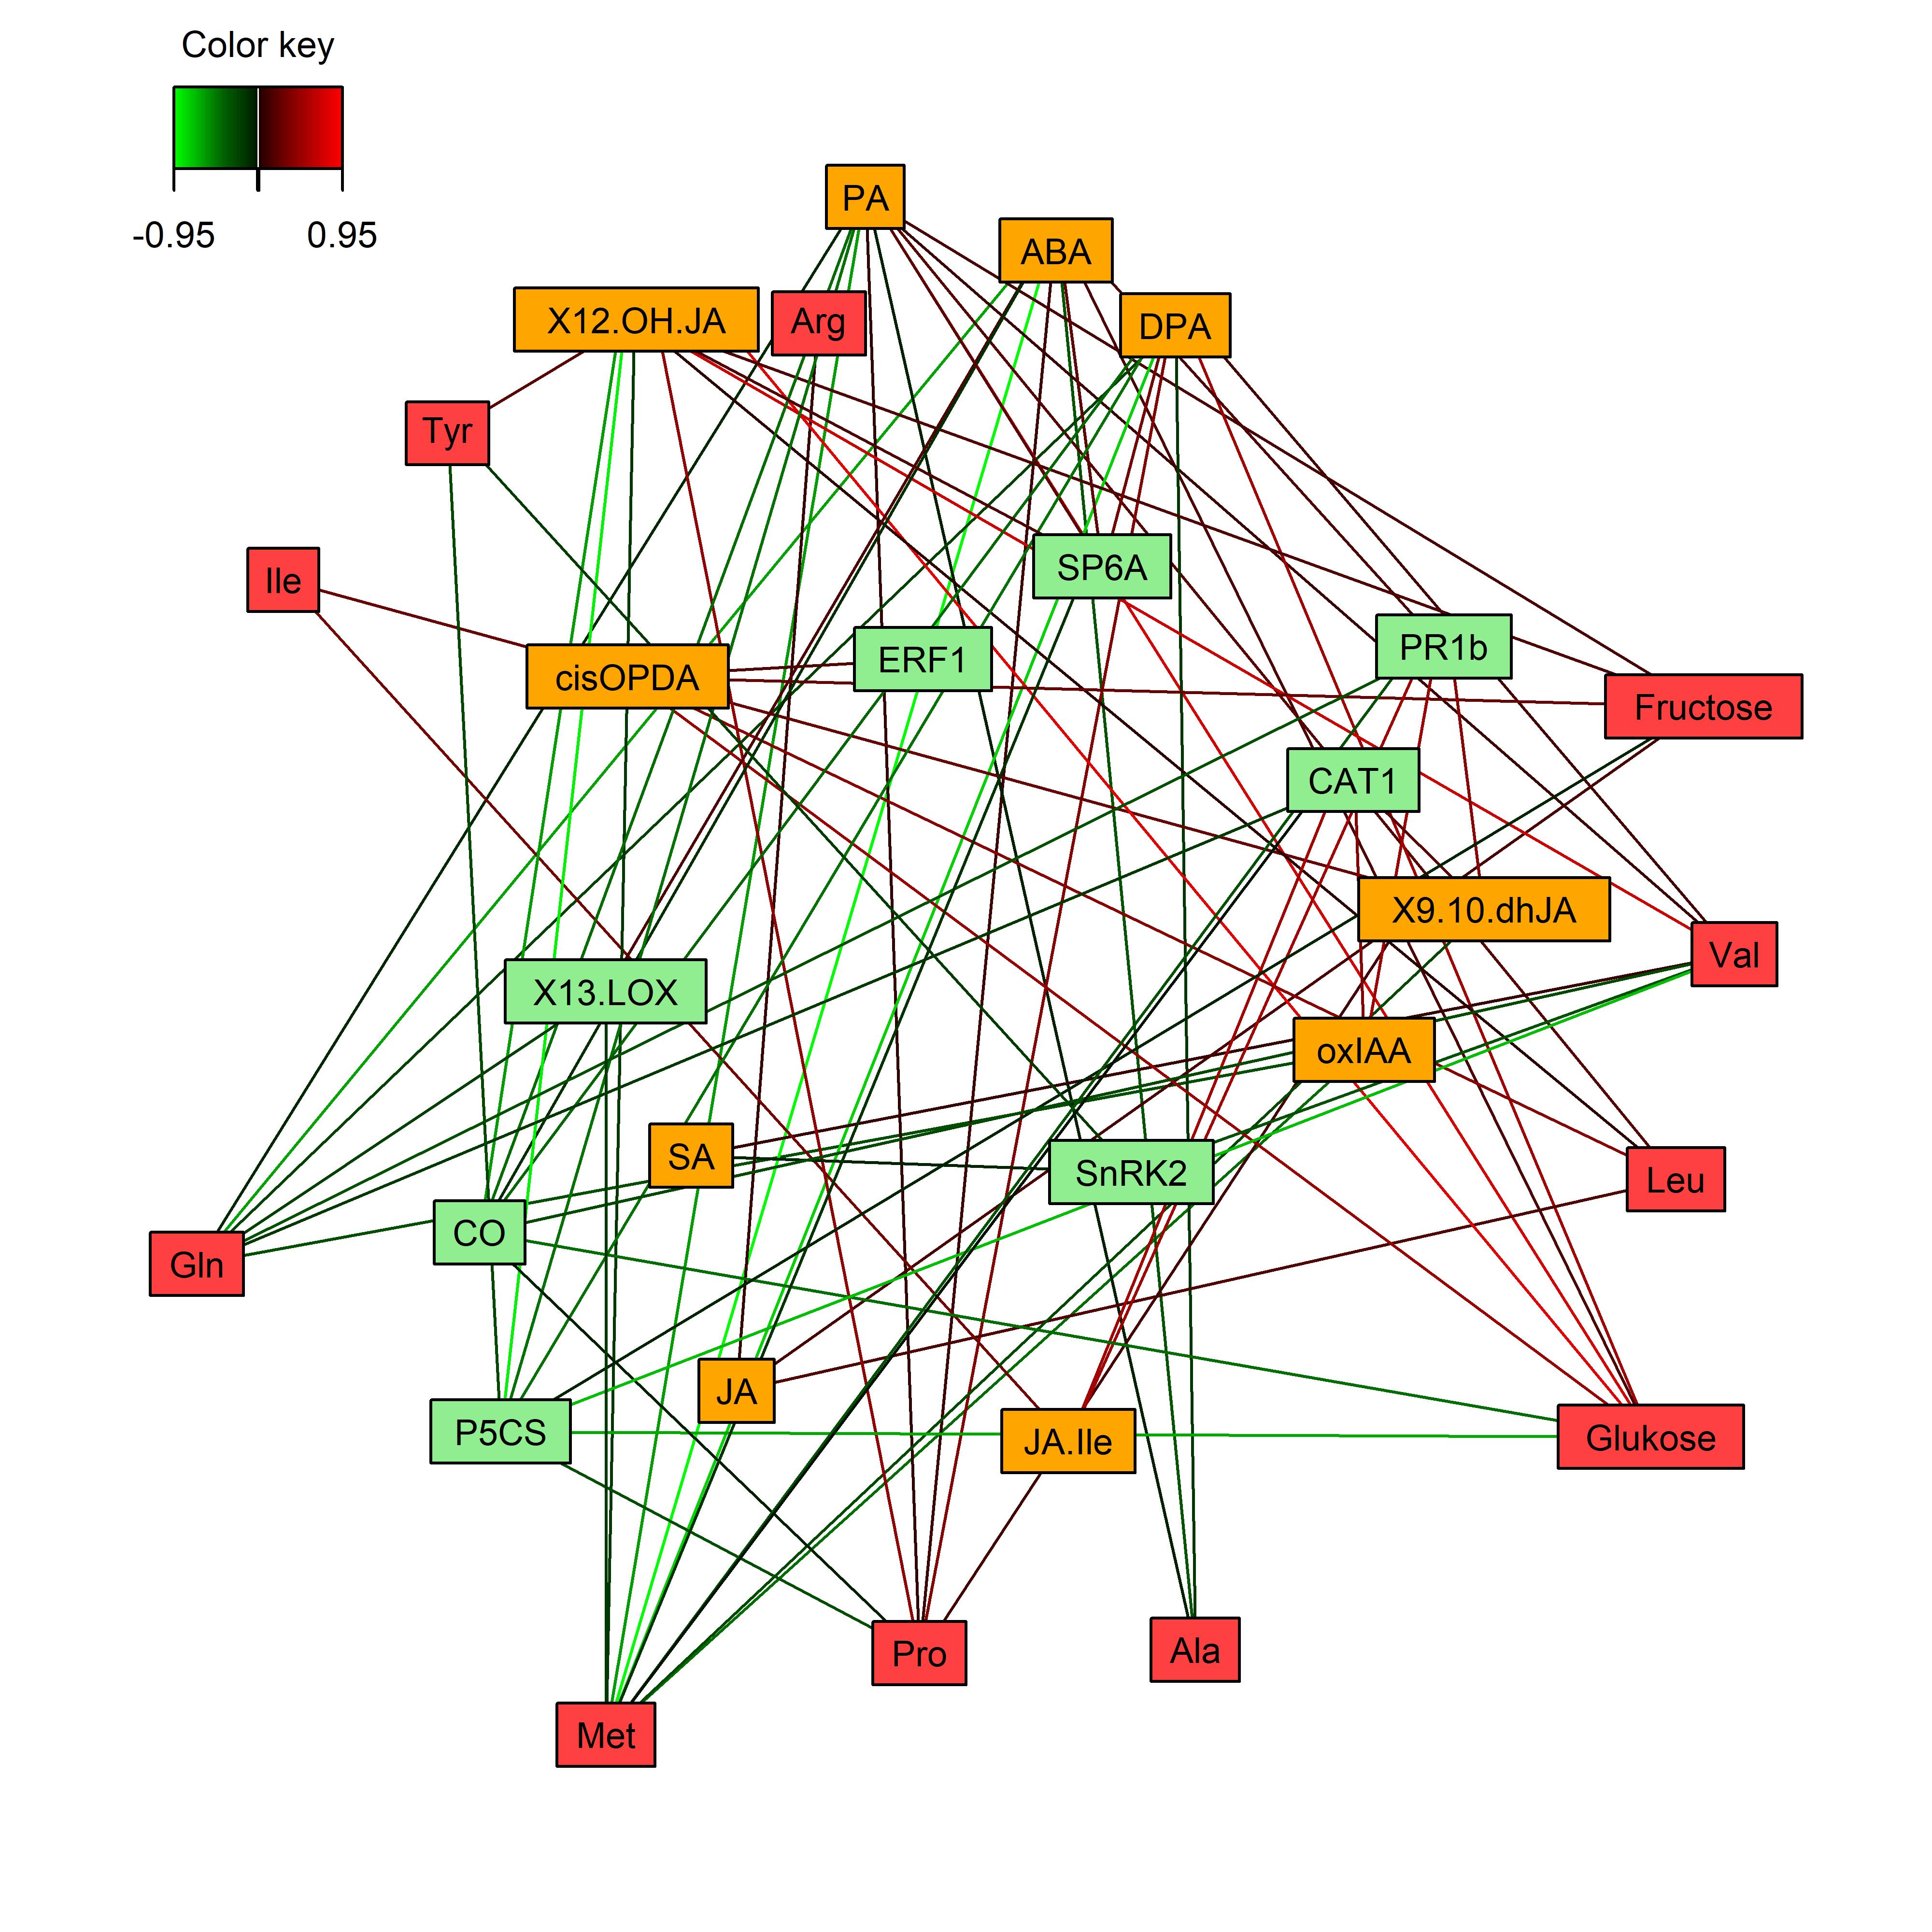 Color key
-0.95 0.95
PA
ABA
X12.OH.JA
Arg
DPA
Tyr
SP6A
Ile
PR1b
ERF1
cisOPDA
Fructose
CAT1
X9.10.dhJA
Val
X13.LOX
oxIAA
SA
SnRK2
Leu
CO
Gln
JA
P5CS
JA.Ile
Glukose
Pro
Ala
Met